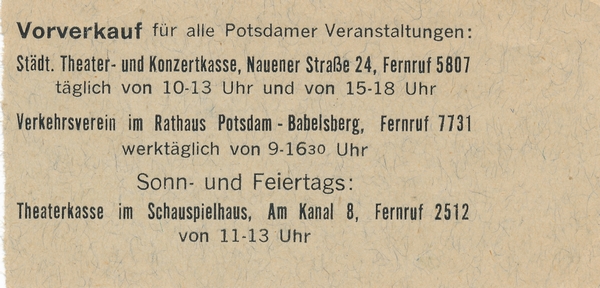 Vorverkauf für alle Potsdamer Veranstaltungen:
Städt. Theater- und Konzertkasse, Nauener Straße 24, Fernruf 5807
täglich von 10-13 Uhr und von 15-18 Uhr
Verkehrsverein im Rathaus Potsdam - Babelsberg, Fernruf 7731
werktäglich von 9-1630 Uhr
Sonn- und Feiertags:
Theaterkasse im Schauspielhaus, Am Kanal 8, Fernruf 2512
von 11-13 Uhr